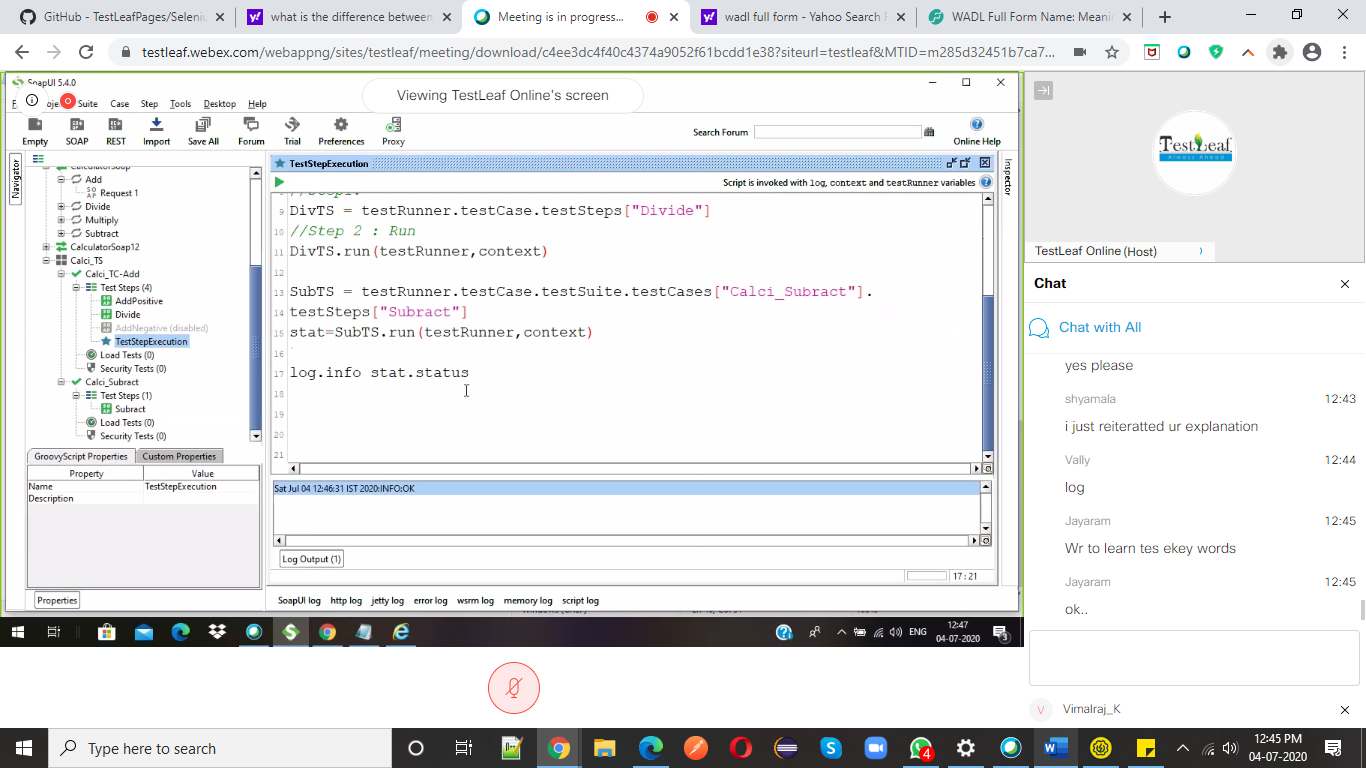 GitHub - TestLeafPages/Seleniu
what is the difference between
Meeting is in progress...
wadl full form - Yahoo Search R
WADL Full Form Name: Meani
testleaf.webex.com/webappng/sites/testleaf/meeting/download/c4ee3dc4f40c4374a9052f61bcdd1e38?siteurl=testleaf&MTID=m285d32451b7ca7...
SoapUI 5.4.0
Viewing TestLeaf Online's screen
Suite Case Step Tools Desktop Help
Empty SOAP REST Import Save All Forum Trial Preferences Proxy
Search Forum
Online Help
Navigator
CalculatorSoap
Add
Request 1
Divide
Multiply
Subtract
CalculatorSoap12
Calci_TS
Calci_TC-Add
Test Steps (4)
AddPositive
Divide
AddNegative (disabled)
TestStepExecution
Load Tests (0)
Security Tests (0)
Calci_Subract
Test Steps (1)
Subract
Load Tests (0)
Security Tests (0)
GroovyScript Properties Custom Properties
Property Value
Name TestStepExecution
Description
Properties
TestStepExecution
Inspector
Script is invoked with log, context and testRunner variables
9 DivTS = testRunner.testCase.testSteps["Divide"]
10 //Step 2 : Run
11 DivTS.run(testRunner,context)
12
13 SubTS = testRunner.testCase.testSuite.testCases["Calci_Subract"].
14 testSteps["Subract"]
15 stat=SubTS.run(testRunner,context)
16
17 log.info stat.status
18
19
20
21
Sat Jul 04 12:46:31 IST 2020:INFO:OK
Log Output (1)
17 : 21
SoapUI log http log jetty log error log wsrm log memory log script log
ENG
12:47
04-07-2020
3
TestLeaf
Always Ahead
TestLeaf Online (Host)
Chat
Chat with All
yes please
shyamala 12:43
i just reiteratted ur explanation
Vally 12:44
log
Jayaram 12:45
Wr to learn tes ekey words
Jayaram 12:45
ok..
V Vimalraj_K
Type here to search
4
12:45 PM
04-07-2020